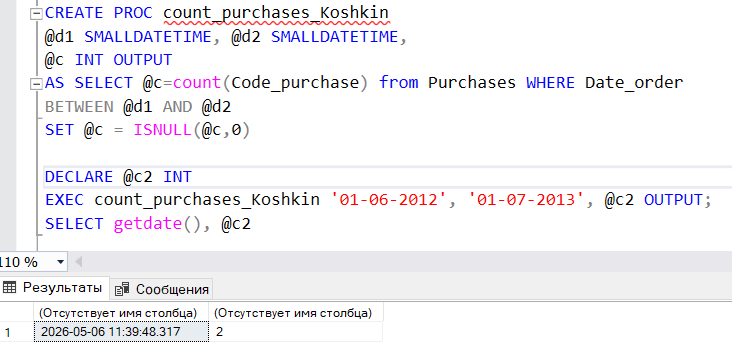 CREATE PROC count_purchases_Koshkin
@d1 SMALLDATETIME, @d2 SMALLDATETIME,
@c INT OUTPUT
AS SELECT @c=count(Code_purchase) from Purchases WHERE Date_order
BETWEEN @d1 AND @d2
SET @c = ISNULL(@c,0)
DECLARE @c2 INT
EXEC count_purchases_Koshkin '01-06-2012', '01-07-2013', @c2 OUTPUT;
SELECT getdate(), @c2
110 %
Результаты Сообщения
(Отсутствует имя столбца) (Отсутствует имя столбца)
1 2026-05-06 11:39:48.317 2